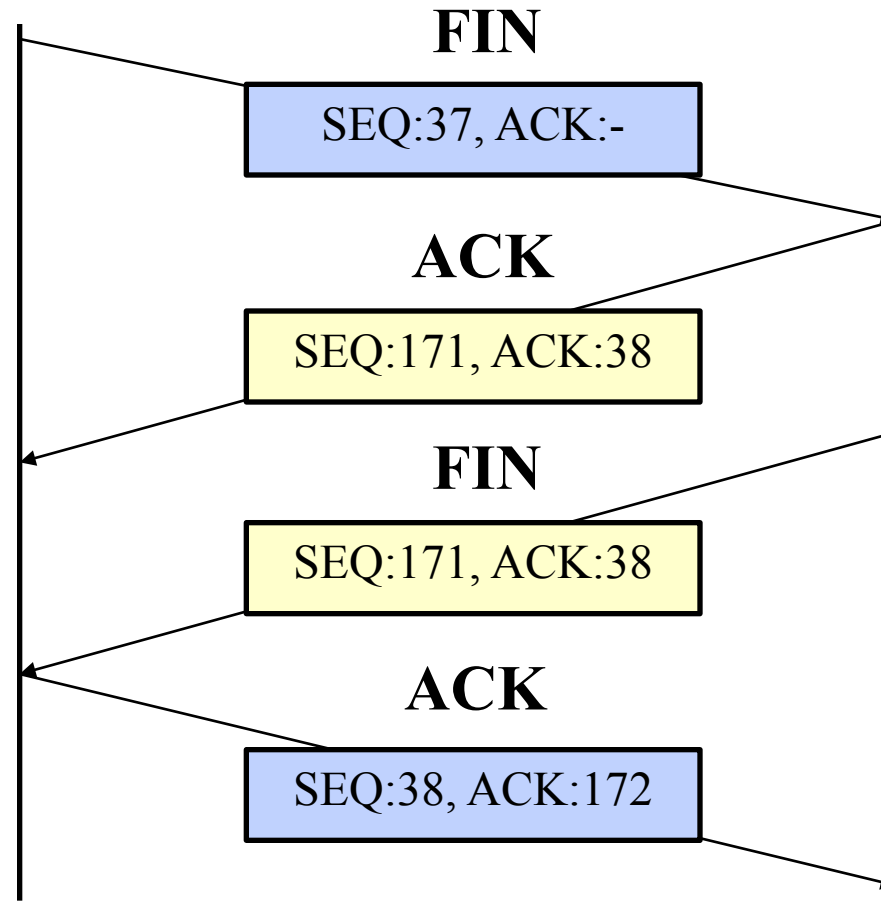 FIN
SEQ:37, ACK:-
ACK
SEQ:171, ACK:38
FIN
SEQ:171, ACK:38
ACK
SEQ:38, ACK:172